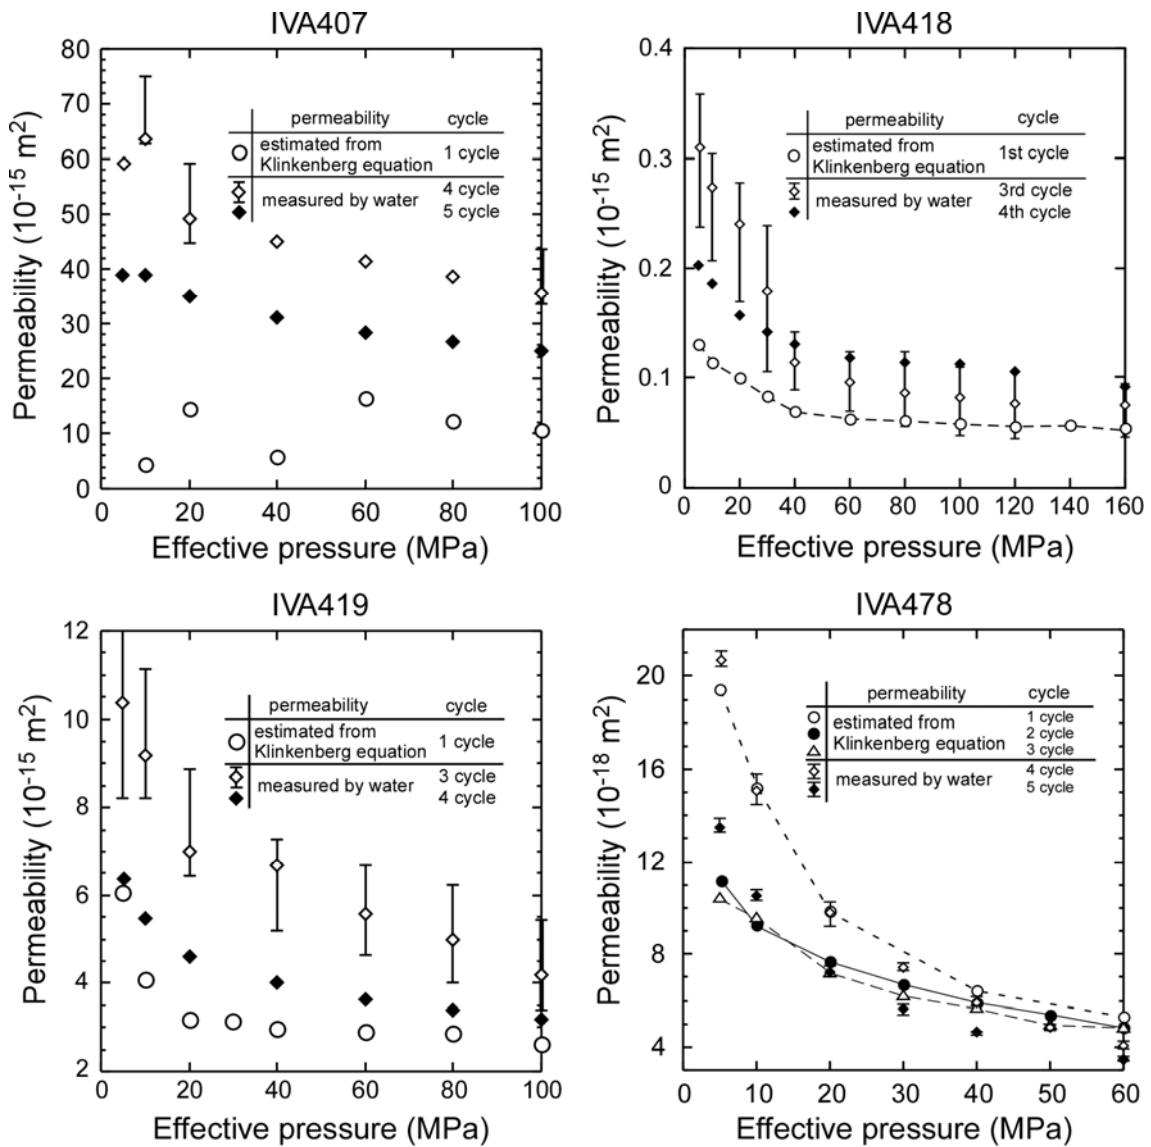 IVA407
80
70
60
50
40
30
20
10
0
Permeability (10-15 m2)
permeability cycle
estimated from
Klinkenberg equation 1 cycle
measured by water 4 cycle
5 cycle
0 20 40 60 80 100
Effective pressure (MPa)
IVA418
0.4
0.3
0.2
0.1
0
Permeability (10-15 m2)
permeability cycle
estimated from
Klinkenberg equation 1st cycle
measured by water 3rd cycle
4th cycle
0 20 40 60 80 100 120 140 160
Effective pressure (MPa)
IVA419
12
10
8
6
4
2
Permeability (10-15 m2)
permeability cycle
estimated from
Klinkenberg equation 1 cycle
measured by water 3 cycle
4 cycle
0 20 40 60 80 100
Effective pressure (MPa)
IVA478
20
16
12
8
4
Permeability (10-18 m2)
permeability cycle
estimated from 1 cycle
Klinkenberg equation 2 cycle
3 cycle
measured by water 4 cycle
5 cycle
0 10 20 30 40 50 60
Effective pressure (MPa)